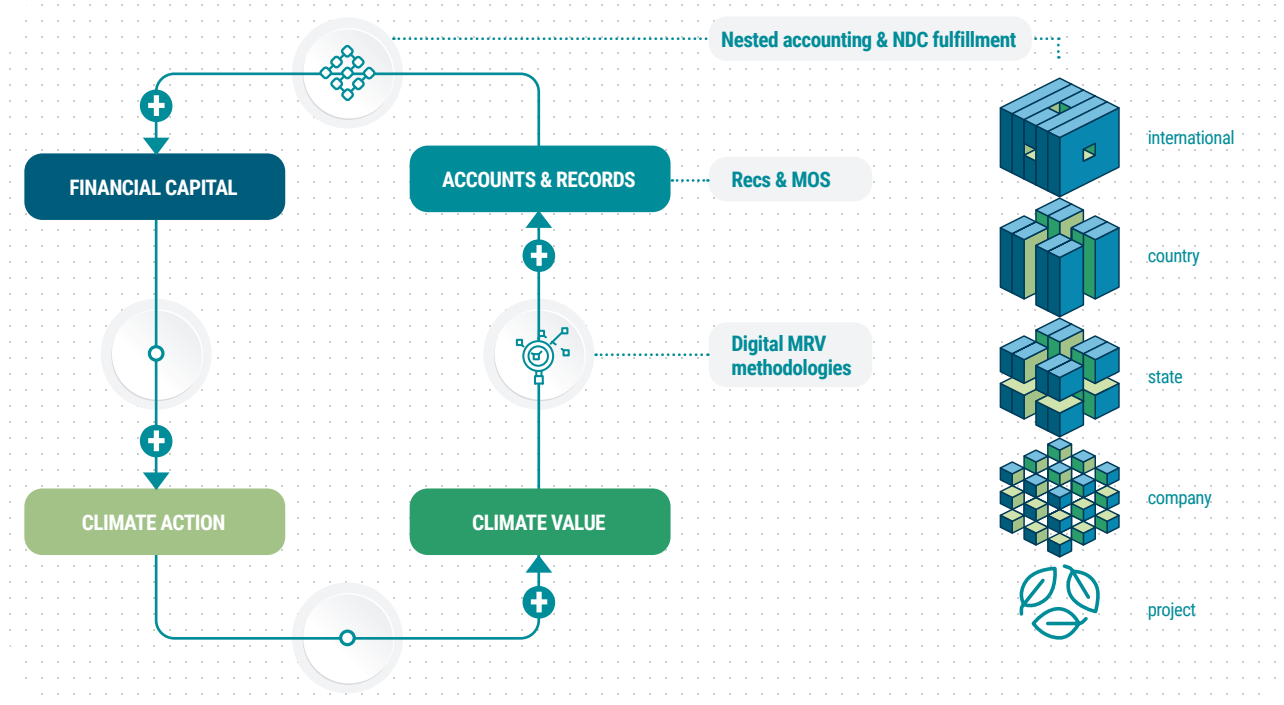 Nested accounting & NDC fulfillment
international
FINANCIAL CAPITAL
ACCOUNTS & RECORDS
Recs & MOS
country
Digital MRV
methodologies
state
CLIMATE ACTION
CLIMATE VALUE
company
project